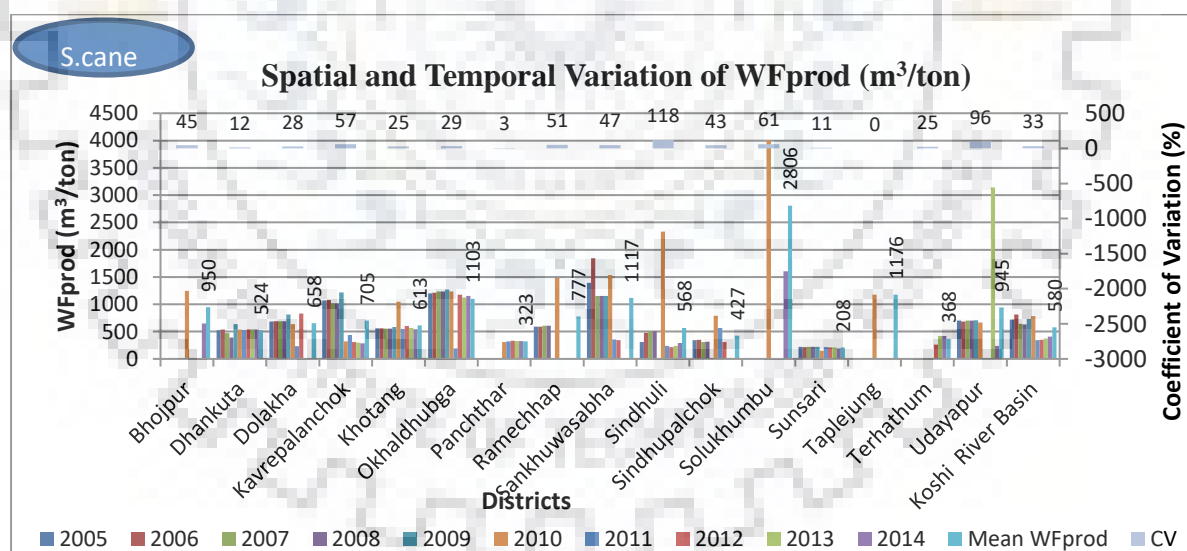 S.cane
Spatial and Temporal Variation of WFprod (m³/ton)
WFprod (m³/ton)
4500
4000
3500
3000
2500
2000
1500
1000
500
0
45 12 28 57 25 29 3 51 47 118 43 61 11 0 25 96 33
950 524 658 705 613 1103 323 777 1117 568 427 2806 208 1176 368 945 580
500
0
-500
-1000
-1500
-2000
-2500
-3000
Coefficient of Variation (%)
Bhojpur
Dhankuta
Dolakha
Kavrepalanchok
Khotang
Okhaldhubga
Panchthar
Ramechhap
Sankhuwasabha
Sindhuli
Sindhupalchok
Solukhumbu
Sunsari
Taplejung
Terhathum
Udayapur
Koshi River Basin
Districts
2005 2006 2007 2008 2009 2010 2011 2012 2013 2014 Mean WFprod CV